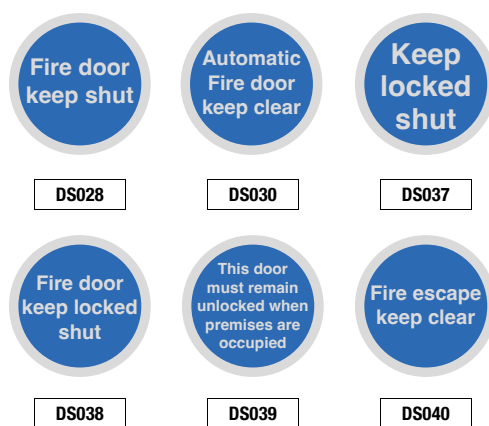 Fire door
keep shut
Automatic
Fire door
keep clear
Keep
locked
shut
DS028
DS030
DS037
Fire door
keep locked
shut
This door
must remain
unlocked when
premises are
occupied
Fire escape
keep clear
DS038
DS039
DS040